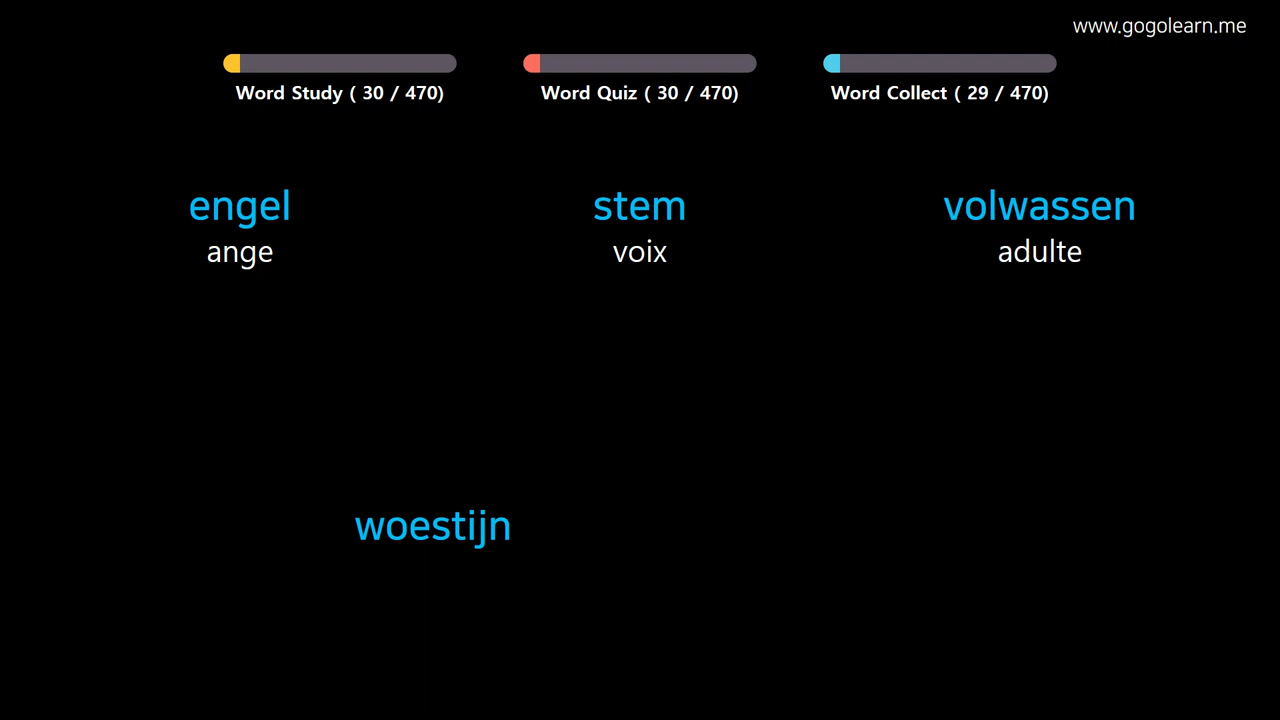 www.gogolearn.me
Word Study ( 30 / 470)
Word Quiz ( 30 / 470)
Word Collect ( 29 / 470)
engel
ange
stem
voix
volwassen
adulte
woestijn